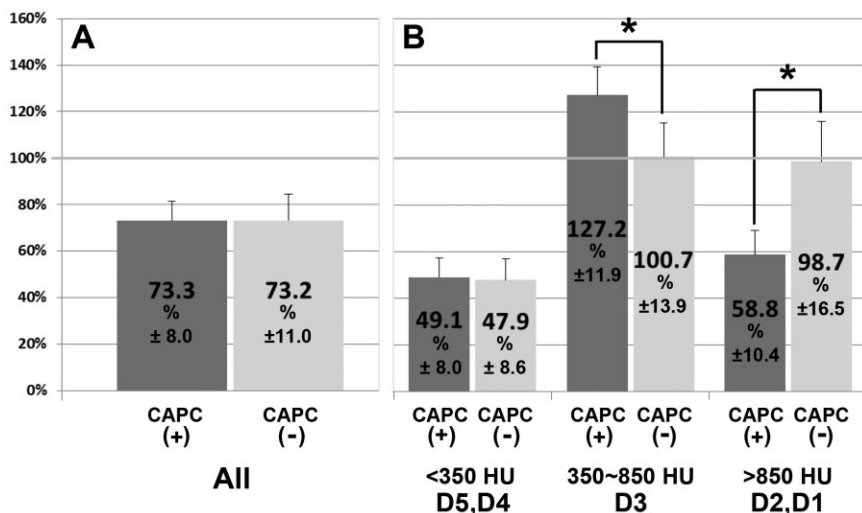 160%
140%
120%
100%
80%
60%
40%
20%
0%
A
73.3
%
± 8.0
73.2
%
± 11.0
CAPC
(+)
CAPC
(-)
All
B
*
*
49.1
%
± 8.0
47.9
%
± 8.6
127.2
%
±11.9
100.7
%
±13.9
58.8
%
±10.4
98.7
%
±16.5
CAPC
(+)
CAPC
(-)
CAPC
(+)
CAPC
(-)
CAPC
(+)
CAPC
(-)
<350 HU
D5,D4
350~850 HU
D3
>850 HU
D2,D1